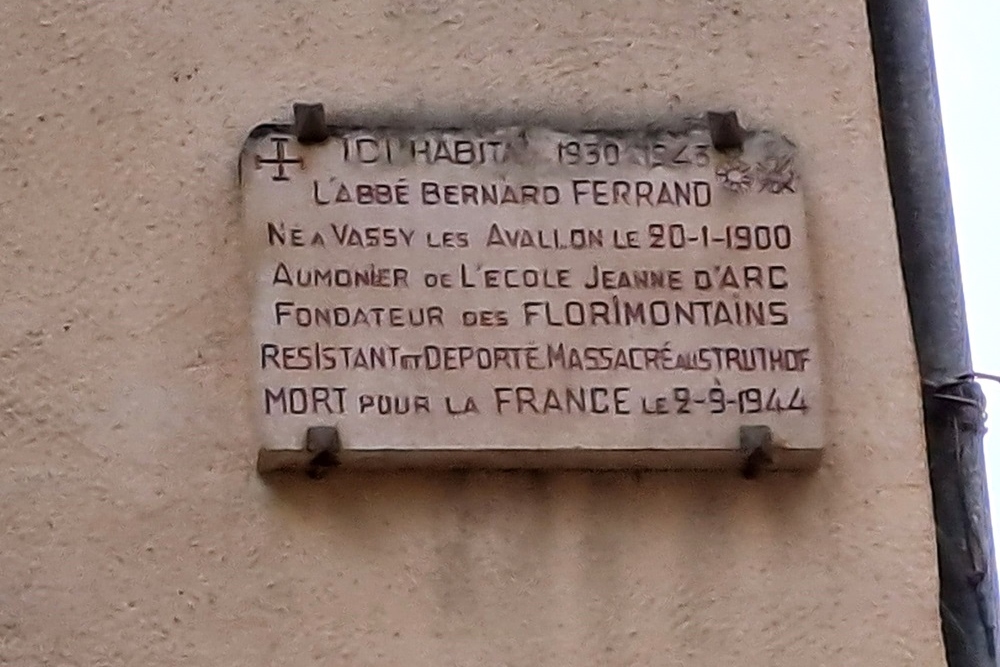 ICI HABITA 1930 1943
L'ABBÉ BERNARD FERRAND
NÉ A VASSY LES AVALLON LE 20-1-1900
AUMONIER DE L'ECOLE JEANNE D'ARC
FONDATEUR DES FLORIMONTAINS
RESISTANT ET DEPORTÉ MASSACRÉ AU STRUTHOF
MORT POUR LA FRANCE LE 2-9-1944